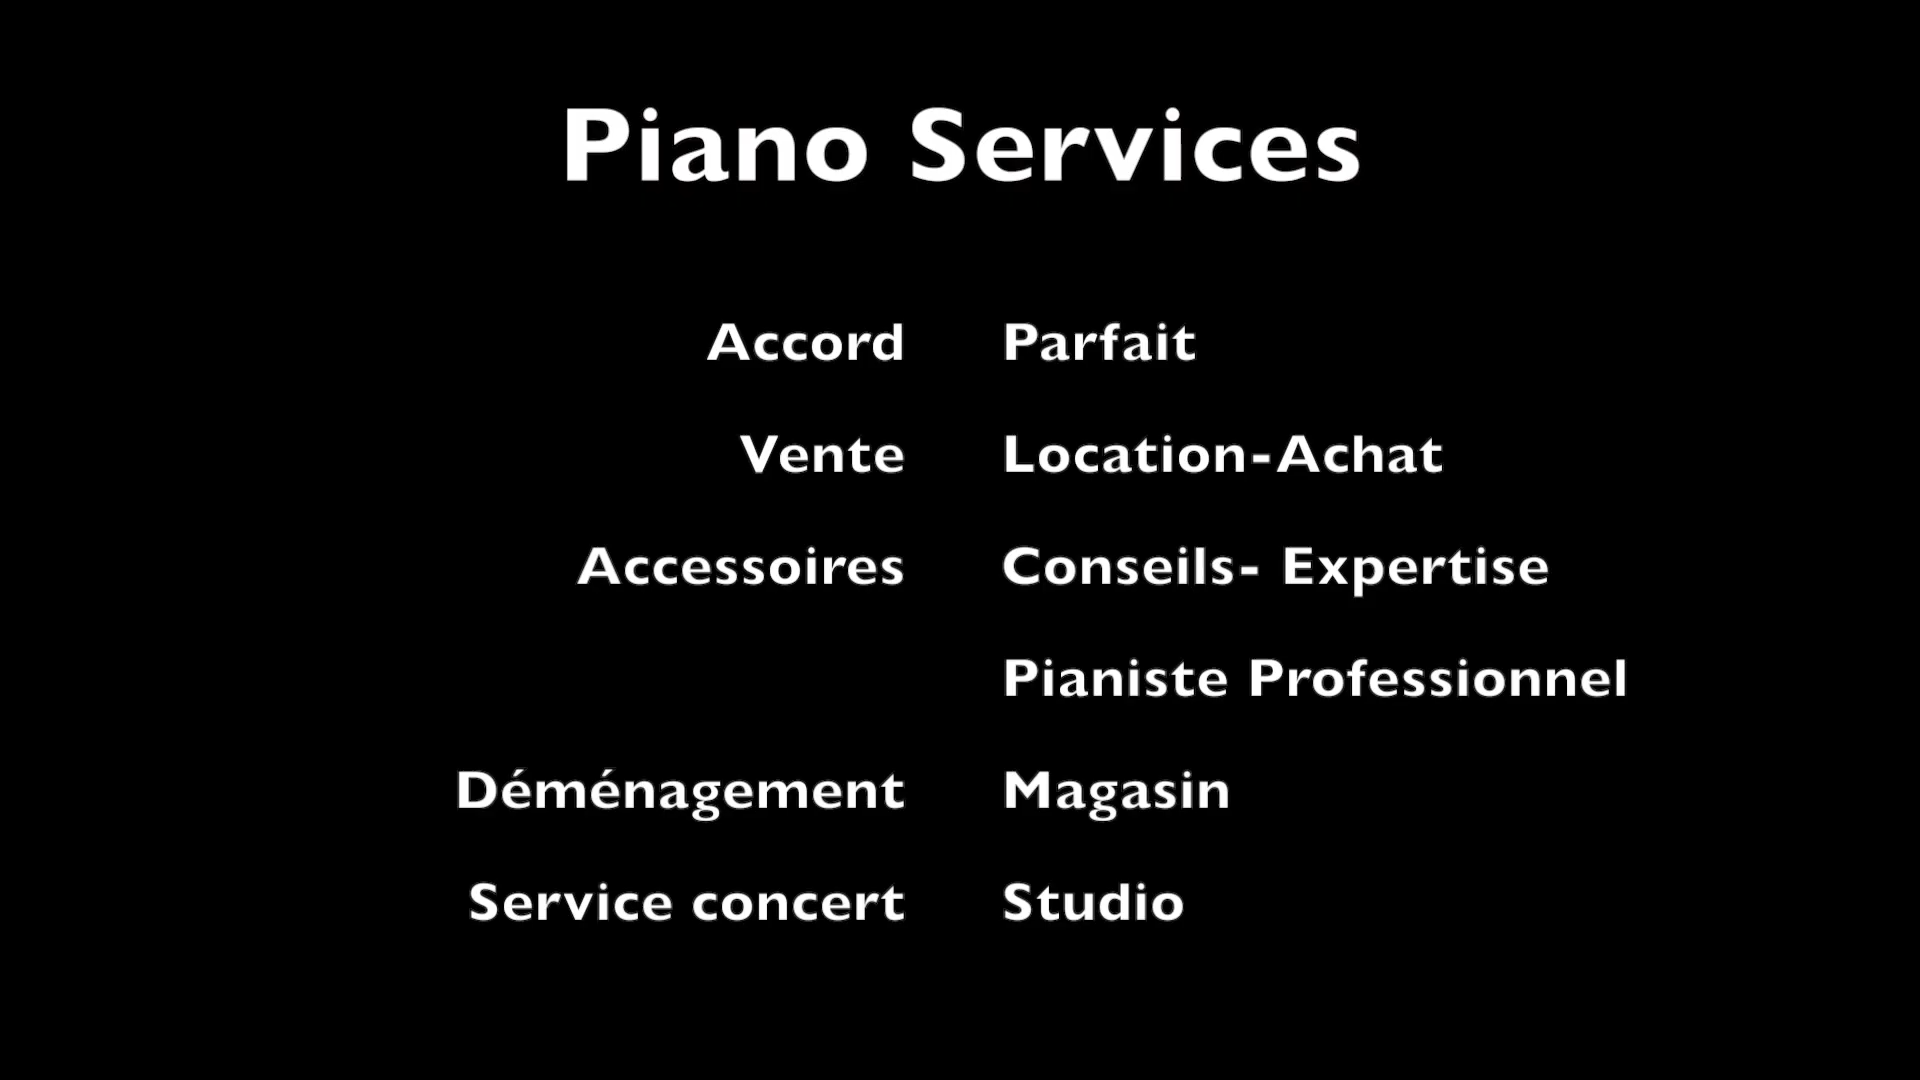 Piano Services
Accord Parfait
Vente Location-Achat
Accessoires Conseils- Expertise
Pianiste Professionnel
Déménagement Magasin
Service concert Studio